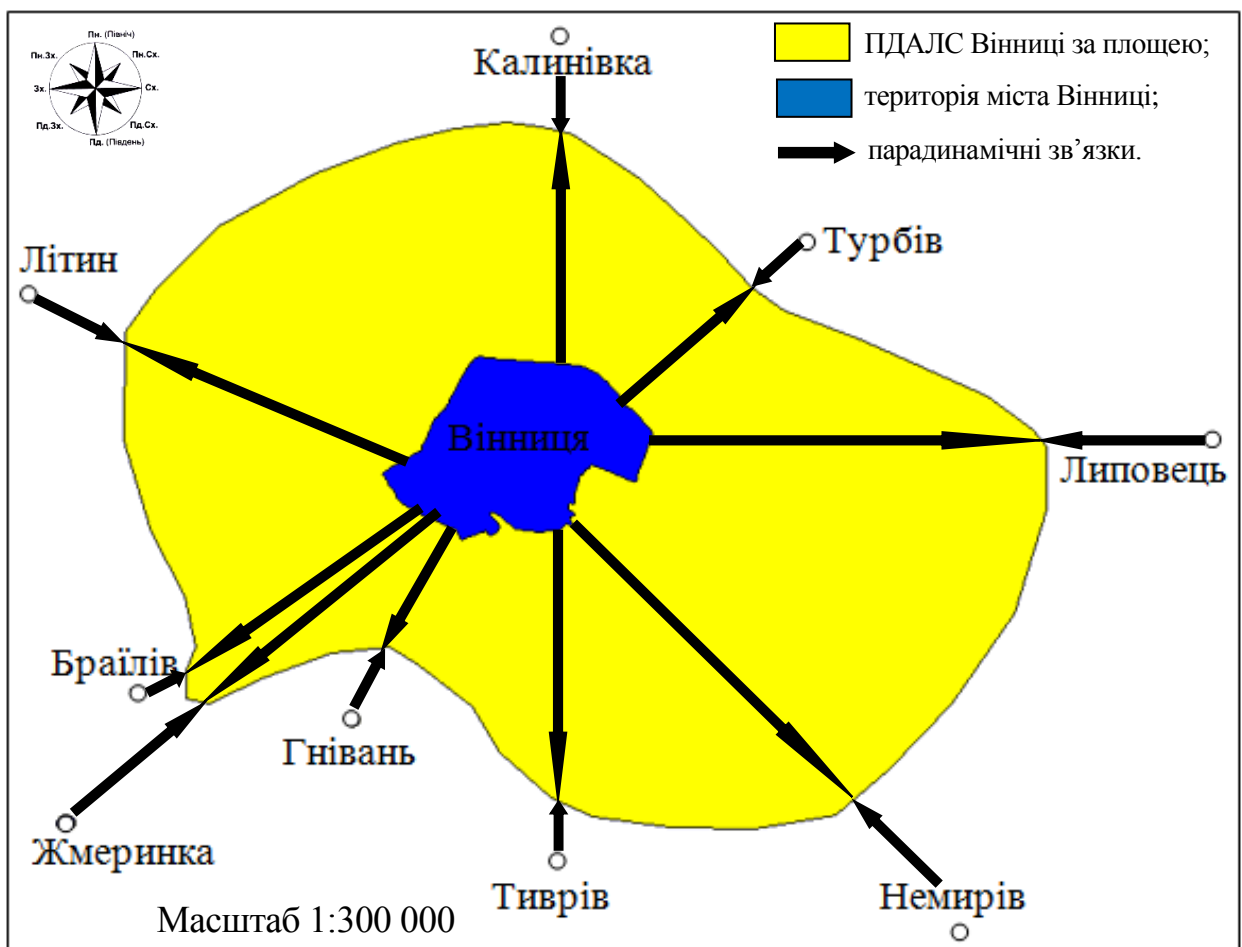 Пн. (Північ)
Пн.Зх.
Пн.Сх.
Зх.
Сх.
Пд.Зх.
Пд.Сх.
Пд. (Південь)
ПДАЛС Вінниці за площею;
територія міста Вінниці;
парадинамічні зв’язки.
Калинівка
Турбів
Літин
Вінниця
Липовець
Браїлів
Гнівань
Жмеринка
Тиврів
Немирів
Масштаб 1:300 000